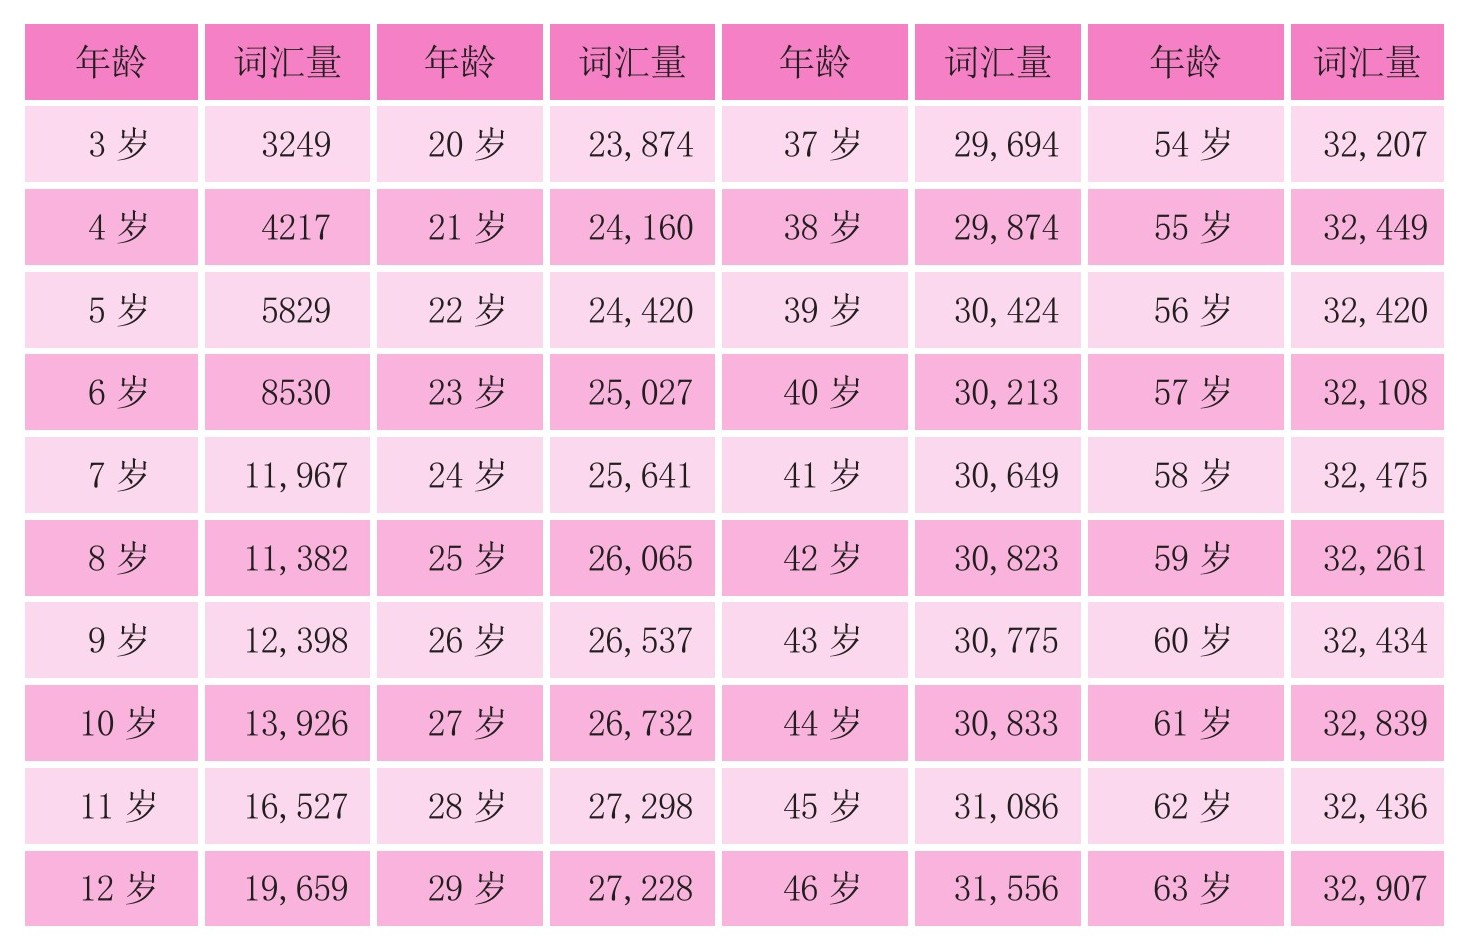 年龄 词汇量 年龄 词汇量 年龄 词汇量 年龄 词汇量
3 岁 3249 20 岁 23,874 37 岁 29,694 54 岁 32,207
4 岁 4217 21 岁 24,160 38 岁 29,874 55 岁 32,449
5 岁 5829 22 岁 24,420 39 岁 30,424 56 岁 32,420
6 岁 8530 23 岁 25,027 40 岁 30,213 57 岁 32,108
7 岁 11,967 24 岁 25,641 41 岁 30,649 58 岁 32,475
8 岁 11,382 25 岁 26,065 42 岁 30,823 59 岁 32,261
9 岁 12,398 26 岁 26,537 43 岁 30,775 60 岁 32,434
10 岁 13,926 27 岁 26,732 44 岁 30,833 61 岁 32,839
11 岁 16,527 28 岁 27,298 45 岁 31,086 62 岁 32,436
12 岁 19,659 29 岁 27,228 46 岁 31,556 63 岁 32,907